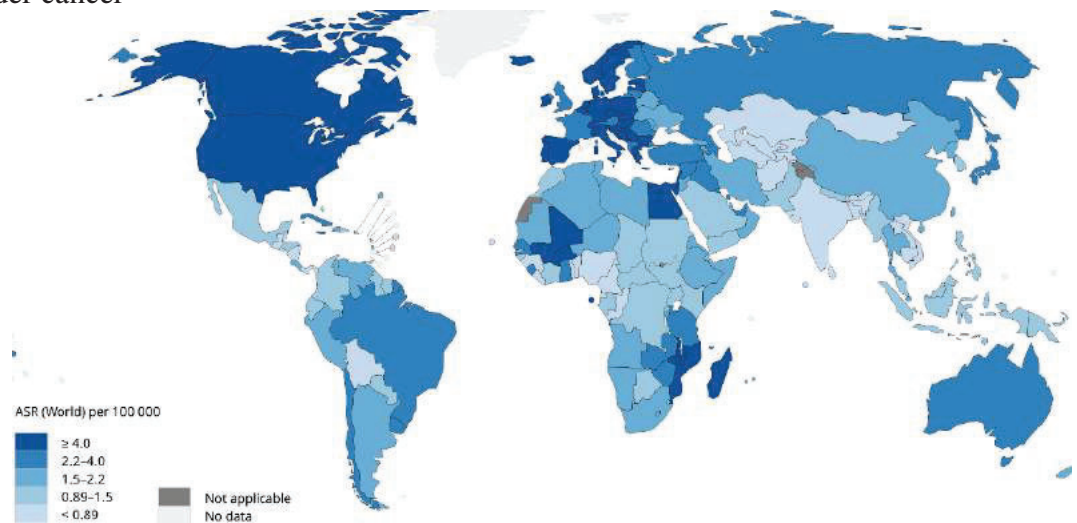 ASR (World) per 100 000
≥ 4.0
2.2–4.0
1.5–2.2
0.89–1.5
< 0.89
Not applicable
No data